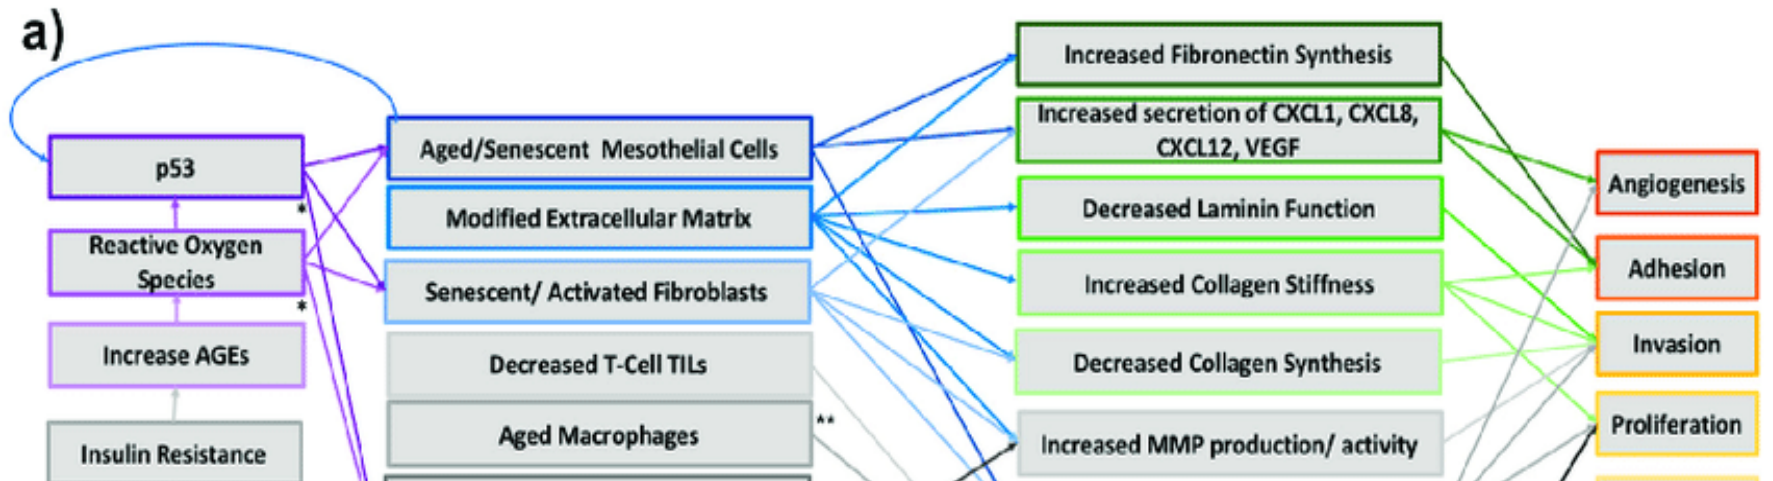 a)
p53
*
Reactive Oxygen
Species
*
Increase AGEs
Insulin Resistance
Aged/Senescent Mesothelial Cells
Modified Extracellular Matrix
Senescent/ Activated Fibroblasts
Decreased T-Cell TILs
Aged Macrophages
**
Increased Fibronectin Synthesis
Increased secretion of CXCL1, CXCL8,
CXCL12, VEGF
Decreased Laminin Function
Increased Collagen Stiffness
Decreased Collagen Synthesis
Increased MMP production/ activity
Angiogenesis
Adhesion
Invasion
Proliferation